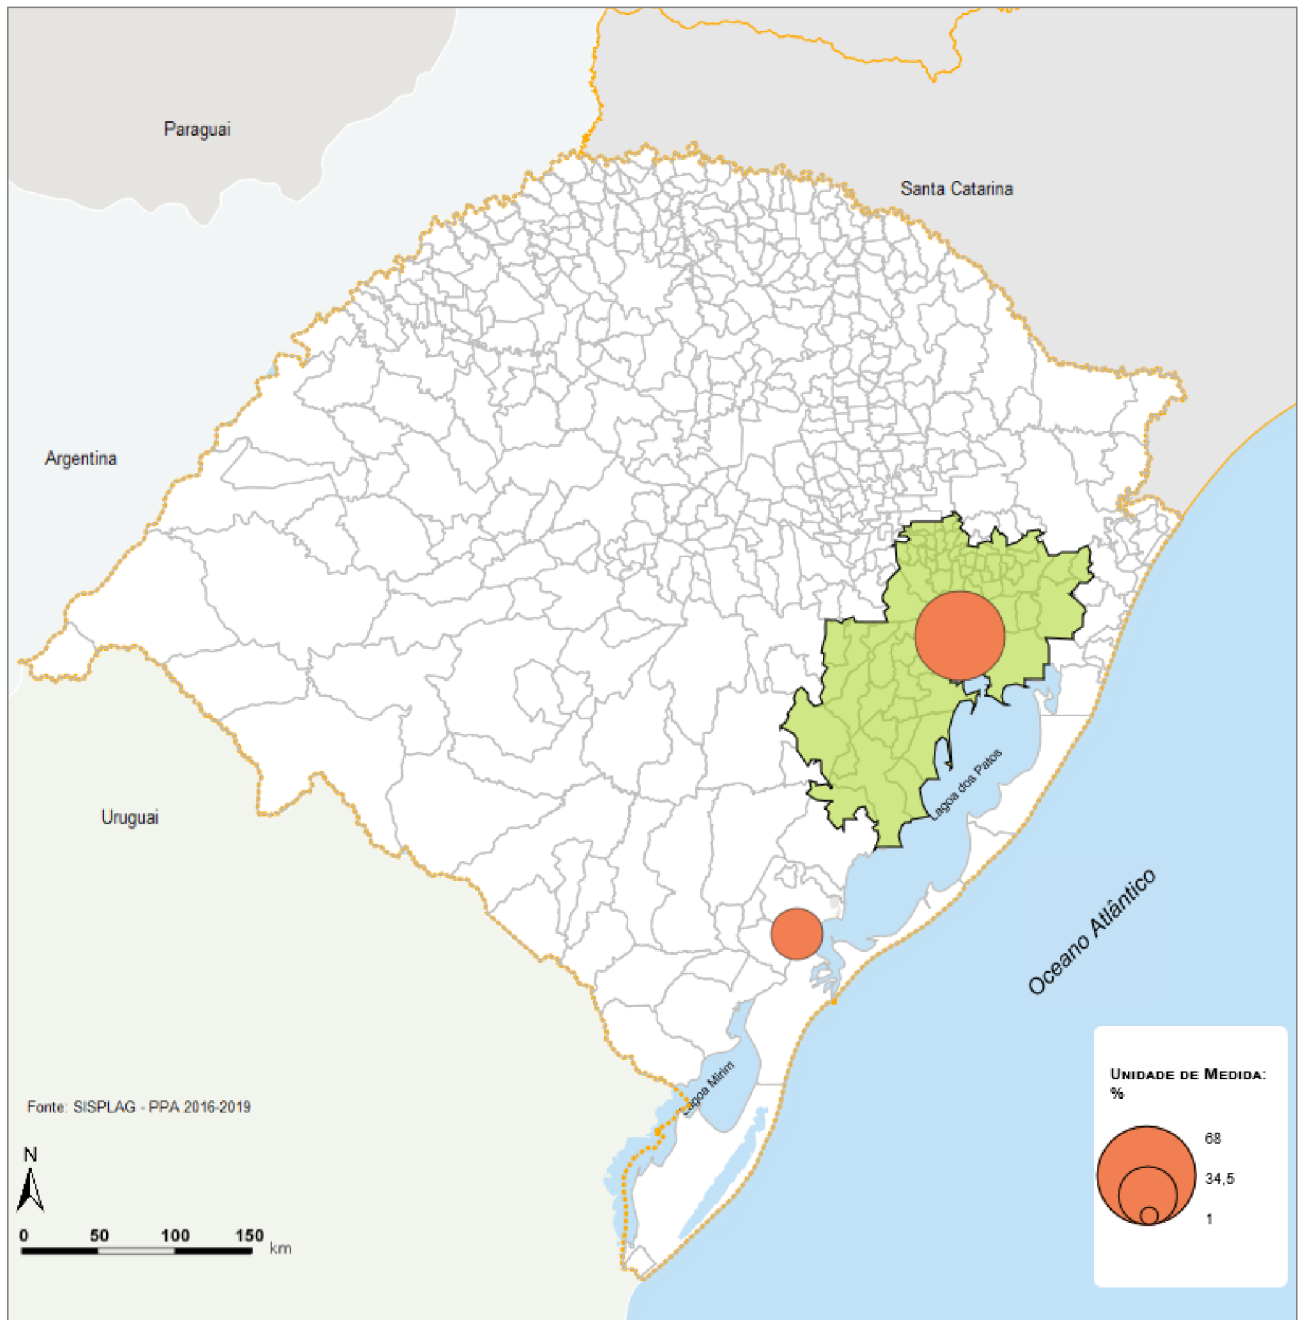 Paraguai
Santa Catarina
Argentina
Uruguai
Lagoa dos Patos
Oceano Atlântico
Lagoa Mirim
UNIDADE DE MEDIDA:
%
68
34,5
1
Fonte: SISPLAG - PPA 2016-2019
N
0 50 100 150
km